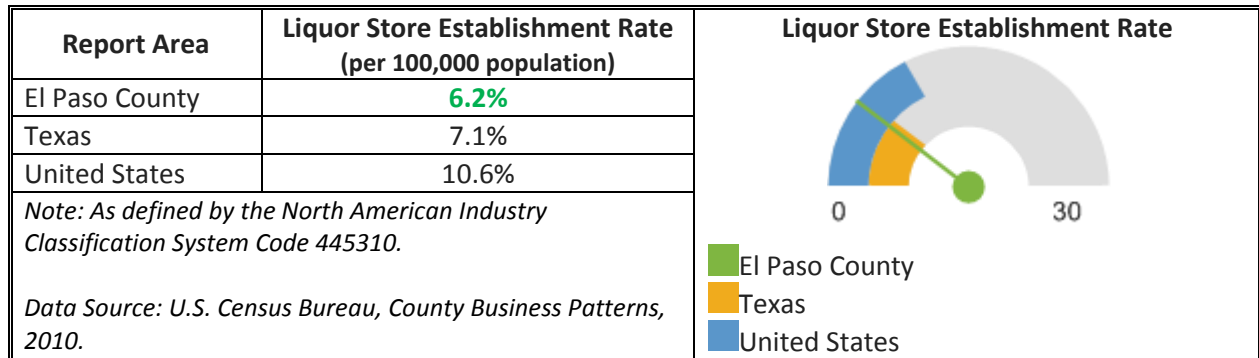 Report Area
Liquor Store Establishment Rate
(per 100,000 population)
El Paso County
6.2%
Texas
7.1%
United States
10.6%
Note: As defined by the North American Industry
Classification System Code 445310.
Data Source: U.S. Census Bureau, County Business Patterns,
2010.
Liquor Store Establishment Rate
0
30
El Paso County
Texas
United States